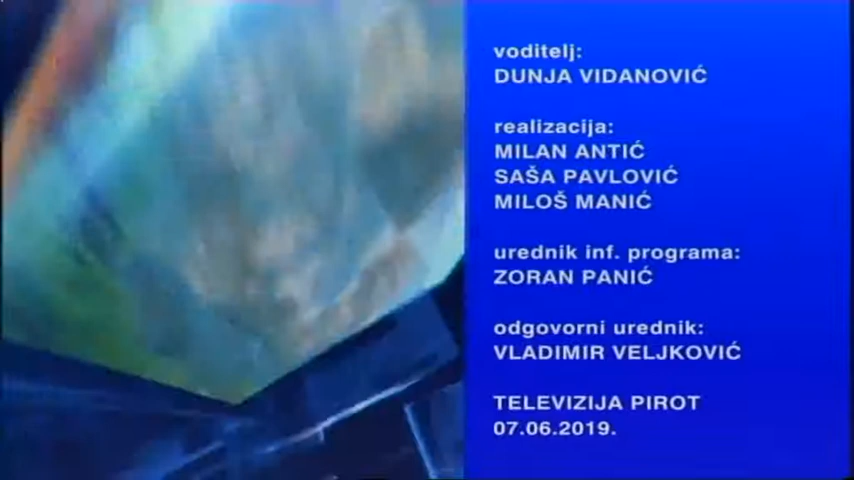 voditelj:
DUNJA VIDANOVIĆ
realizacija:
MILAN ANTIĆ
SAŠA PAVLOVIĆ
MILOŠ MANIĆ
urednik inf. programa:
ZORAN PANIĆ
odgovorni urednik:
VLADIMIR VELJKOVIĆ
TELEVIZIJA PIROT
07.06.2019.